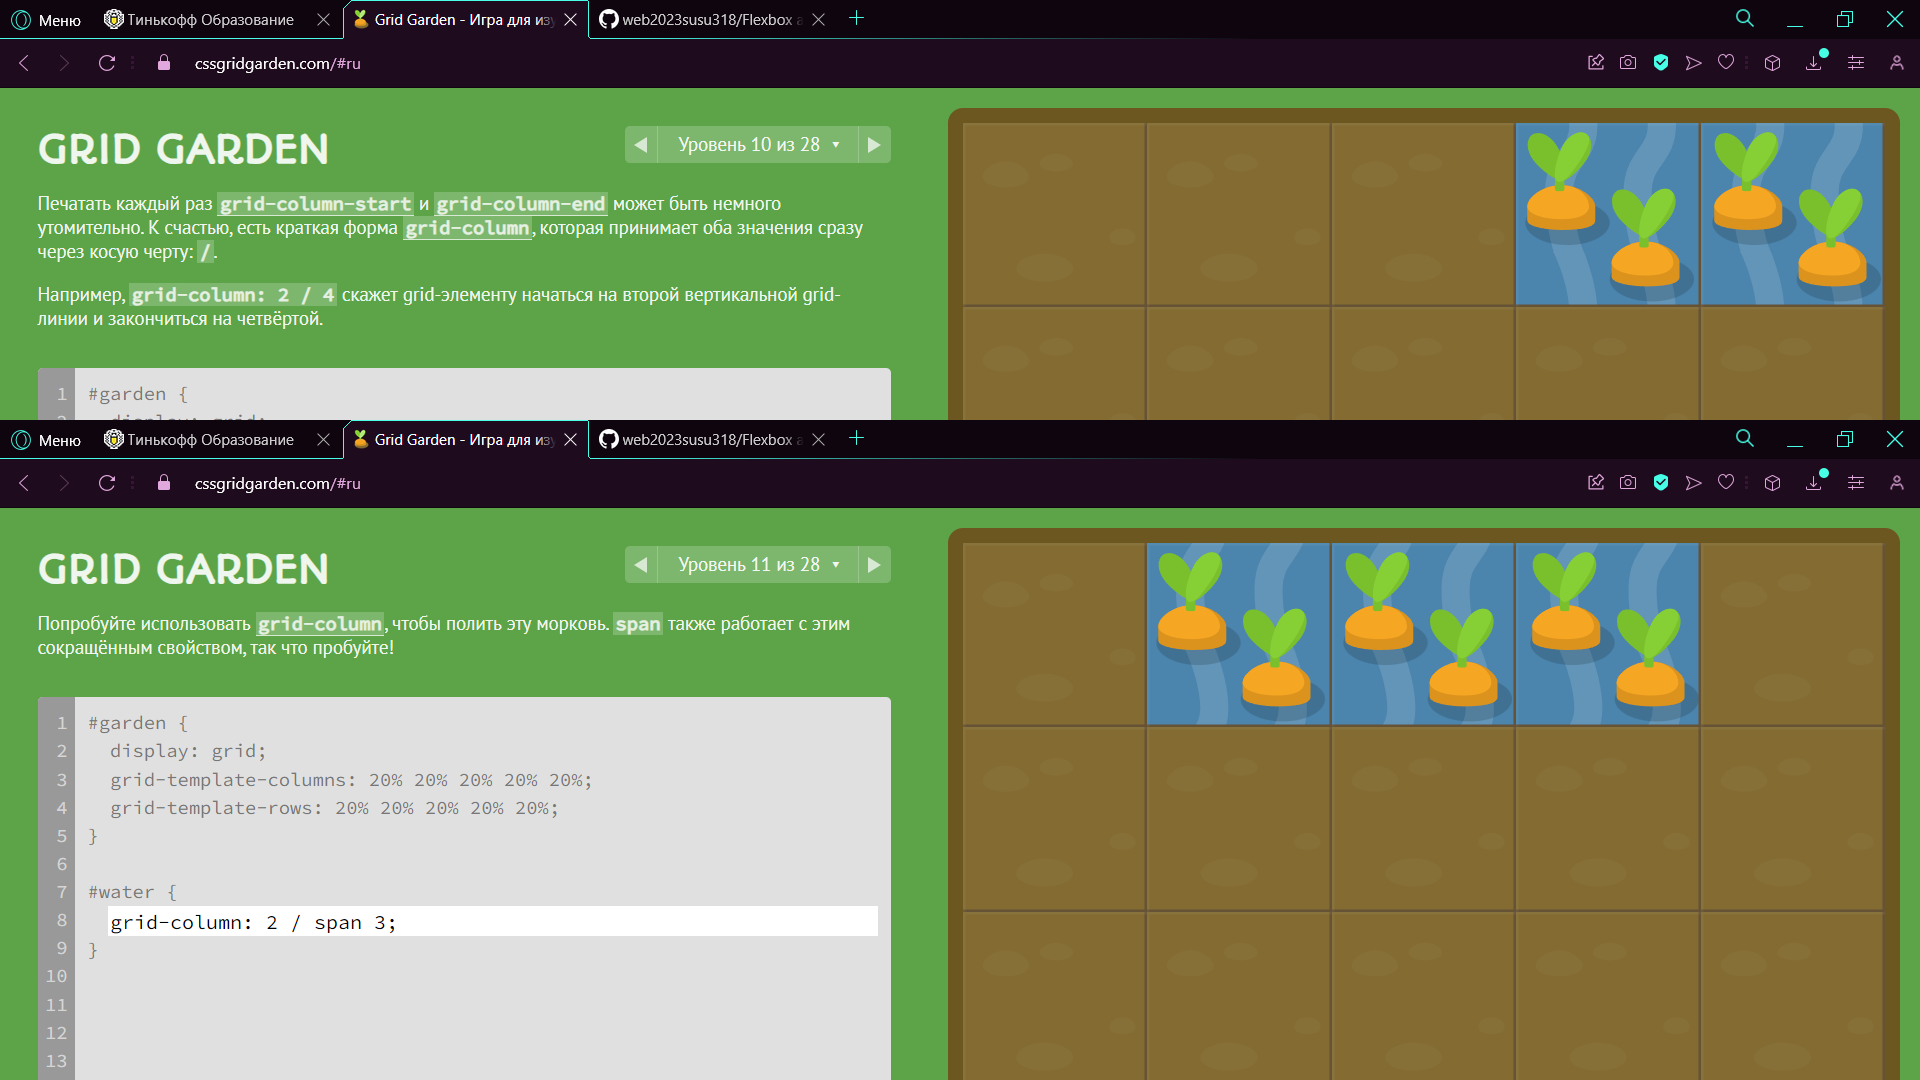 Меню
Тинькофф Образование
Grid Garden - Игра для изу
web2023susu318/Flexbox a
cssgridgarden.com/#ru
GRID GARDEN
Уровень 10 из 28
Печатать каждый раз grid-column-start и grid-column-end может быть немного
утомительно. К счастью, есть краткая форма grid-column, которая принимает оба значения сразу
через косую черту: /.
Например, grid-column: 2 / 4 скажет grid-элементу начаться на второй вертикальной grid-
линии и закончиться на четвёртой.
1 #garden {
2 display: grid;
Меню
Тинькофф Образование
Grid Garden - Игра для изу
web2023susu318/Flexbox a
cssgridgarden.com/#ru
GRID GARDEN
Уровень 11 из 28
Попробуйте использовать grid-column, чтобы полить эту морковь. span также работает с этим
сокращённым свойством, так что пробуйте!
1 #garden {
2 display: grid;
3 grid-template-columns: 20% 20% 20% 20% 20%;
4 grid-template-rows: 20% 20% 20% 20% 20%;
5 }
6
7 #water {
8 grid-column: 2 / span 3;
9 }
10
11
12
13